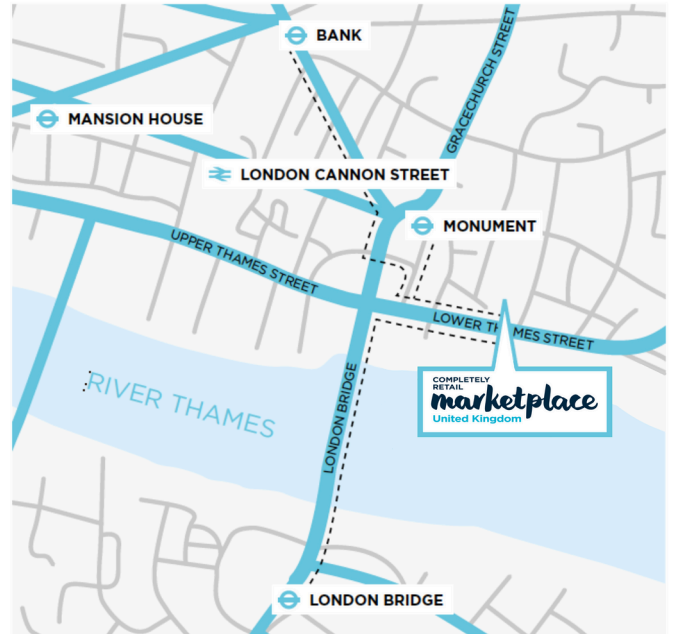 BANK
GRACECHURCH STREET
MANSION HOUSE
LONDON CANNON STREET
MONUMENT
UPPER THAMES STREET
LOWER THAMES STREET
COMPLETELY
RETAIL
marketplace
United Kingdom
RIVER THAMES
LONDON BRIDGE
LONDON BRIDGE